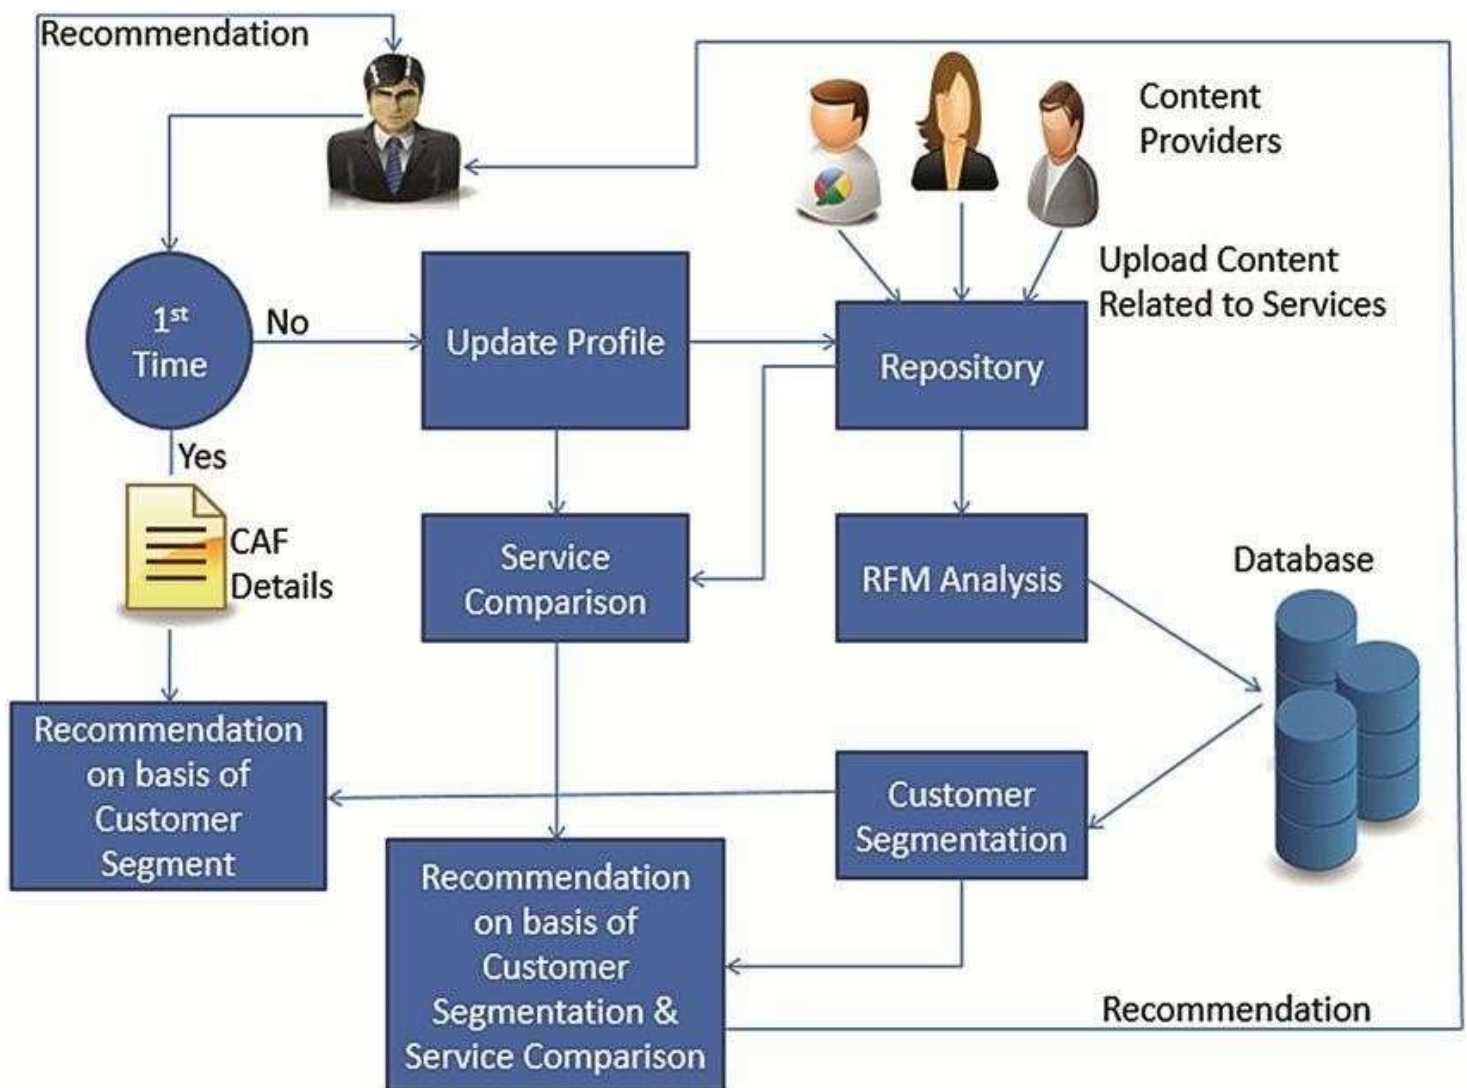 Recommendation
Content
Providers
Upload Content
Related to Services
1st
Time
No
Update Profile
Repository
Yes
CAF
Details
Service
Comparison
RFM Analysis
Database
Recommendation
on basis of
Customer
Segment
Customer
Segmentation
Recommendation
on basis of
Customer
Segmentation &
Service Comparison
Recommendation